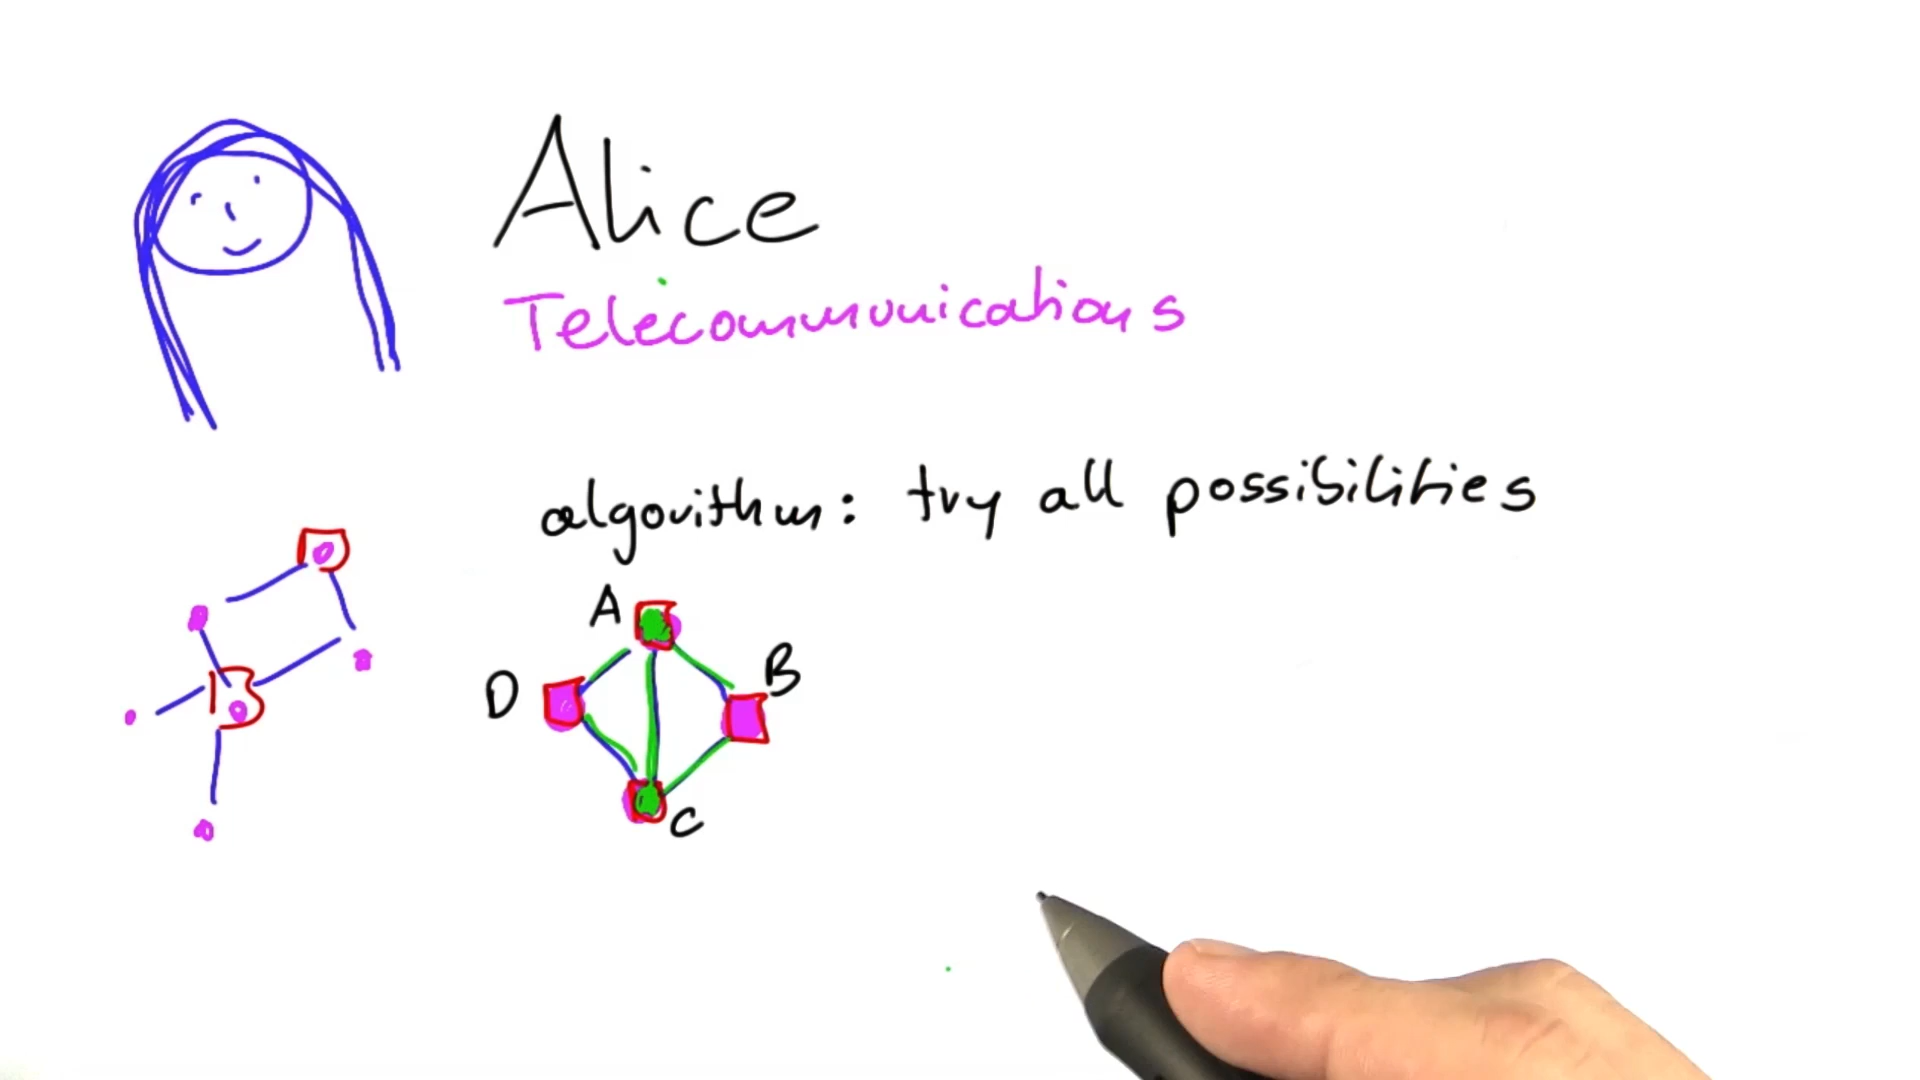 Alice
Telecommunications
algorithm: try all possibilities
A
B
D
C